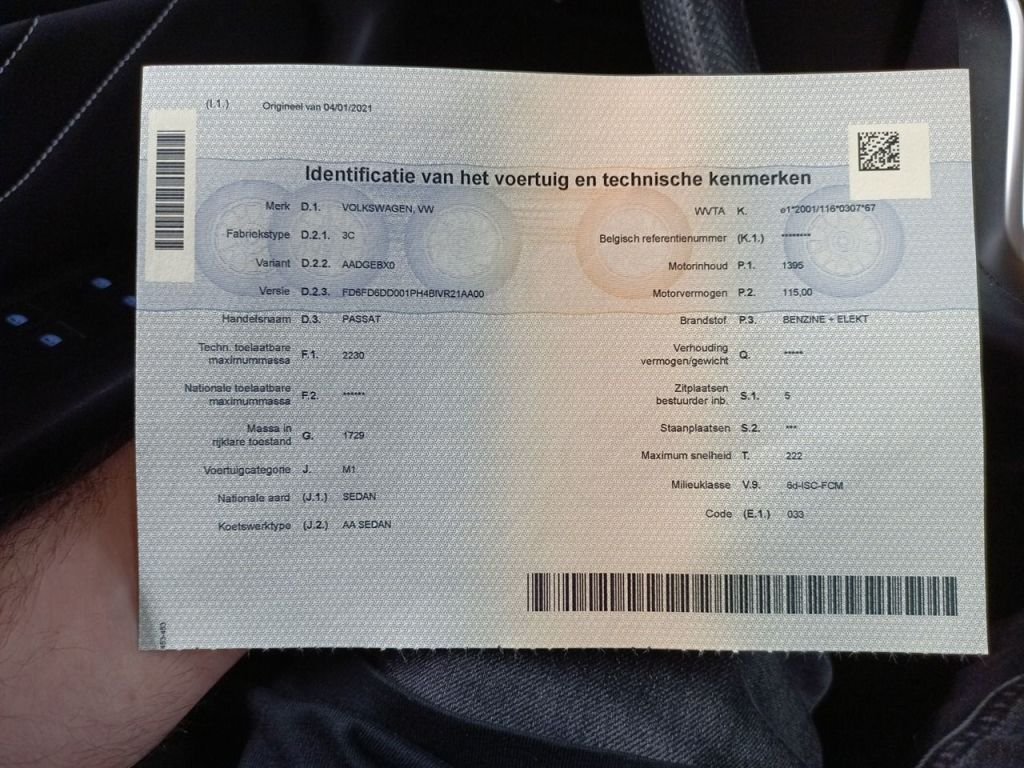 (I.1.) Origineel van 04/01/2021
Identificatie van het voertuig en technische kenmerken
Merk D.1. VOLKSWAGEN, VW
Fabriekstype D.2.1. 3C
Variant D.2.2. AADGEBX0
Versie D.2.3. FD6FD6DD001PH4BIVR21AA00
Handelsnaam D.3. PASSAT
Techn. toelaatbare
maximummassa F.1. 2230
Nationale toelaatbare
maximummassa F.2. ******
Massa in
rijklare toestand G. 1729
Voertuigcategorie J. M1
Nationale aard (J.1.) SEDAN
Koetswerktype (J.2.) AA SEDAN
WVTA K. e1*2001/116*0307*67
Belgisch referentienummer (K.1.) ********
Motorinhoud P.1. 1395
Motorvermogen P.2. 115,00
Brandstof P.3. BENZINE + ELEKT
Verhouding
vermogen/gewicht Q. *****
Zitplaatsen
bestuurder inb. S.1. 5
Staanplaatsen S.2. ***
Maximum snelheid T. 222
Milieuklasse V.9. 6d-ISC-FCM
Code (E.1.) 033
453-453